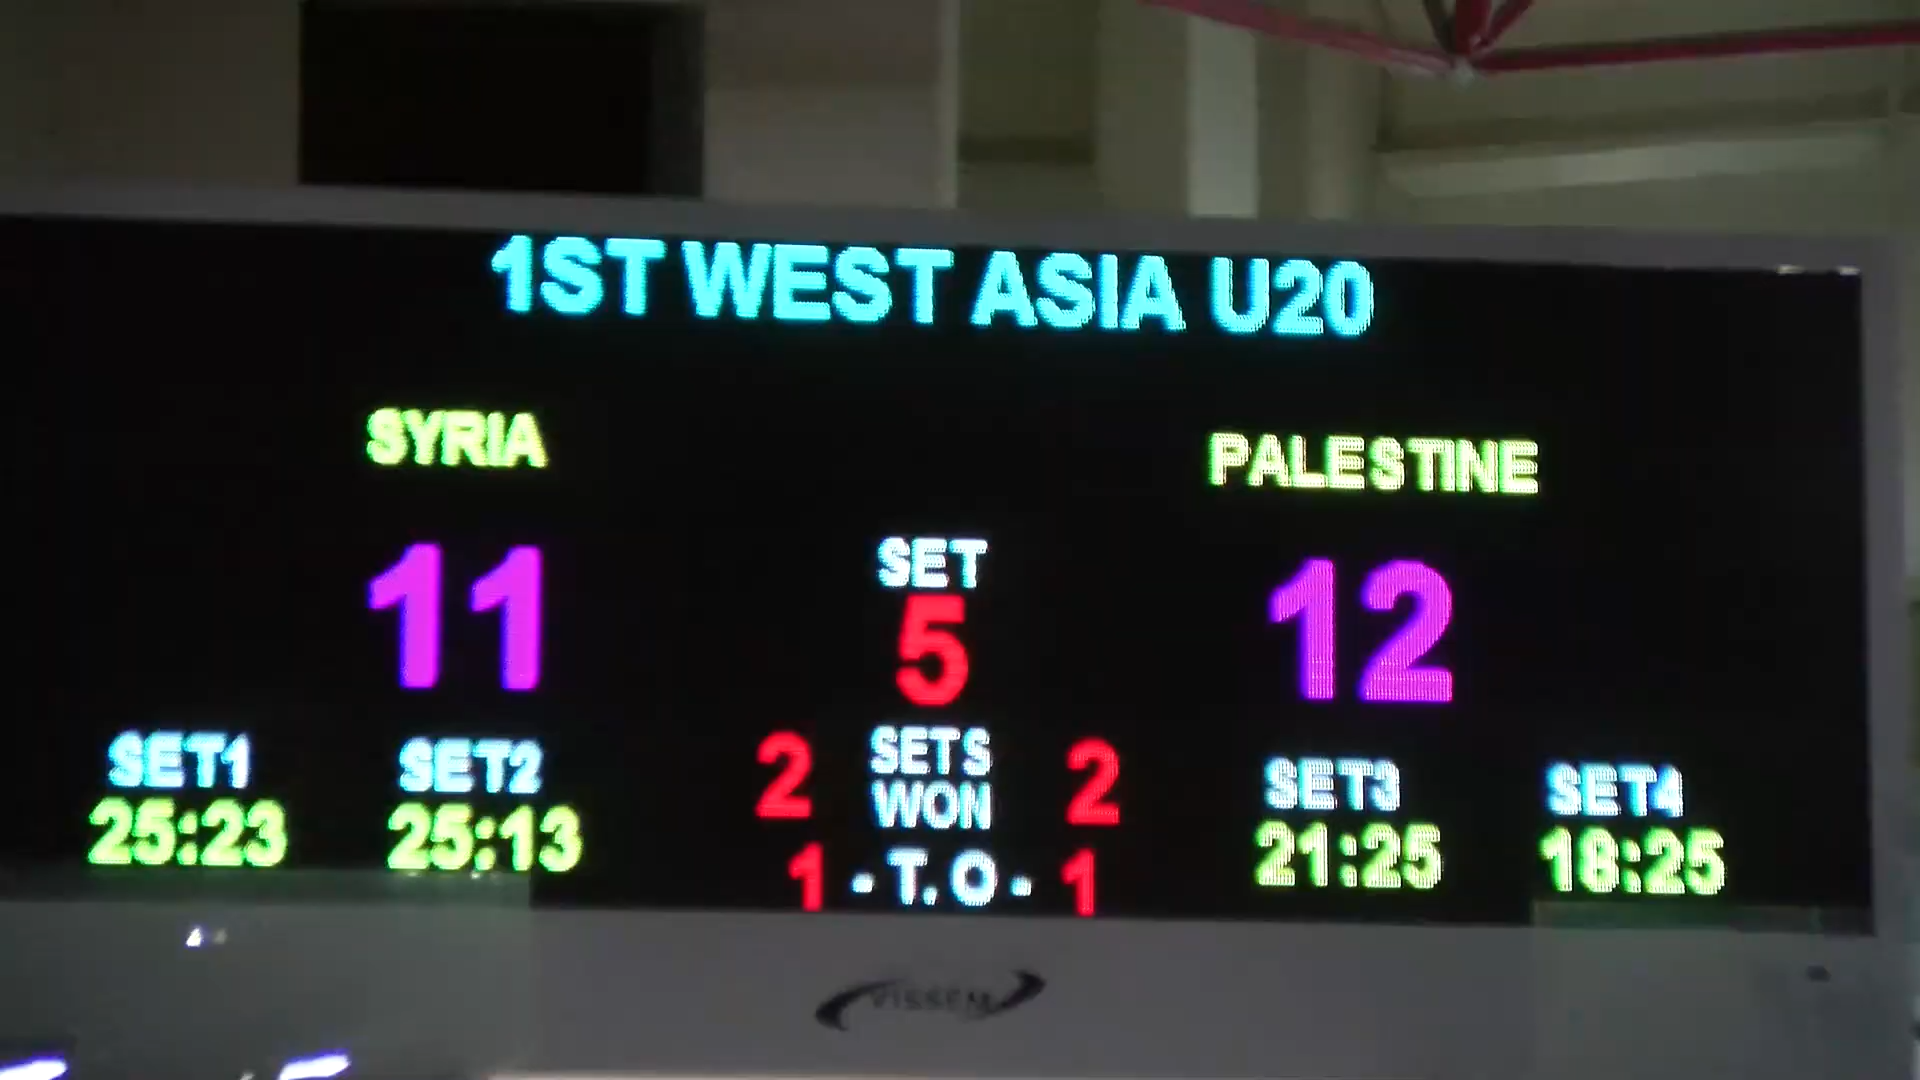 1ST WEST ASIA U20
SYRIA PALESTINE
11 SET 12
5
SET1 SET2 2 SETS WON 2 SET3 SET4
25:23 25:13 21:25 18:25
1 - T.O - 1
VISSEM